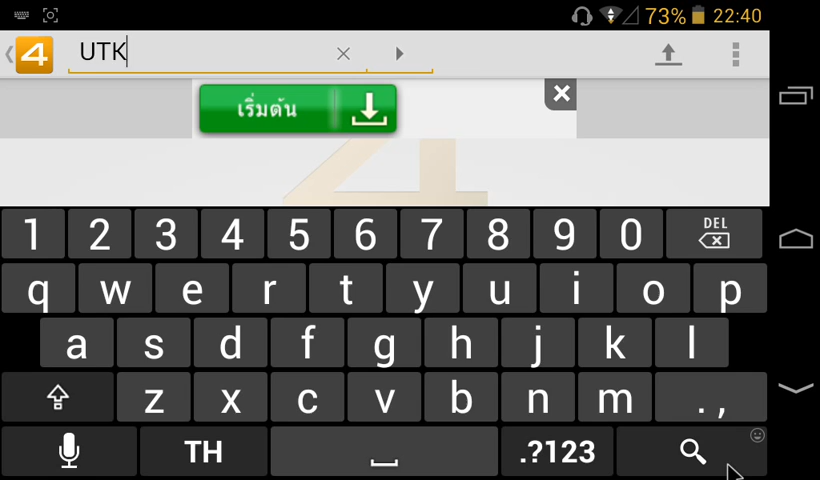 73% 22:40
4 UTK
เริ่มต้น
4
1 2 3 4 5 6 7 8 9 0 DEL
q w e r t y u i o p
a s d f g h j k l
z x c v b n m . ,
TH .?123